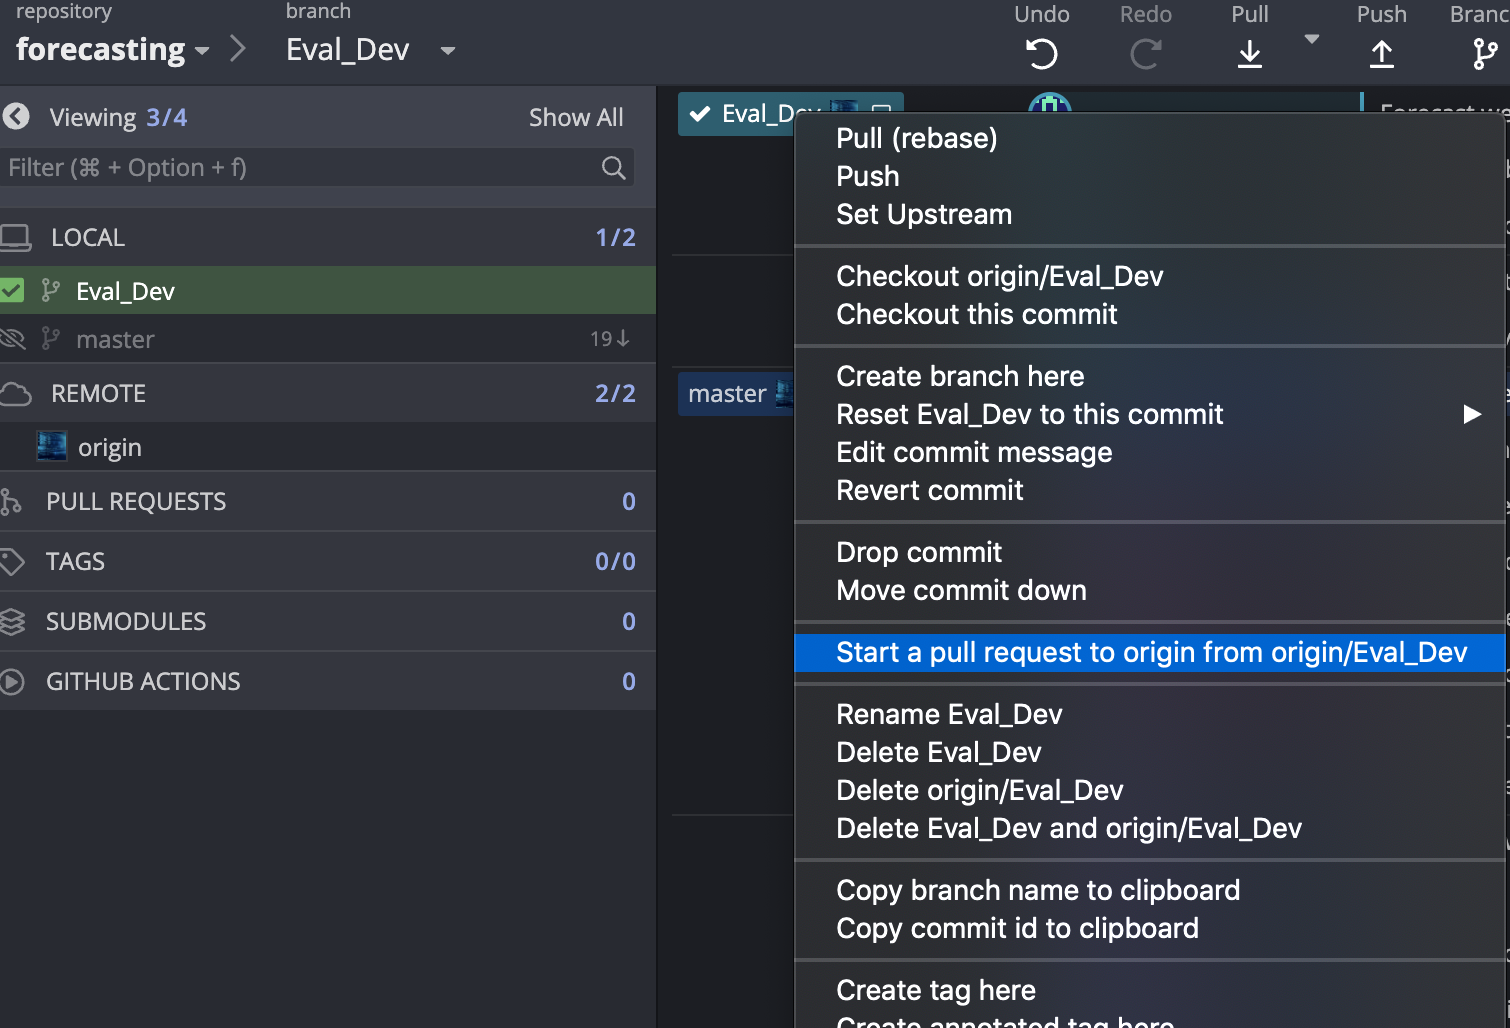 repository
forecasting
branch
Eval_Dev
Undo
Redo
Pull
Push
Viewing 3/4
Show All
Filter (⌘ + Option + f)
LOCAL 1/2
Eval_Dev
master 19↓
REMOTE 2/2
origin
PULL REQUESTS 0
TAGS 0/0
SUBMODULES 0
GITHUB ACTIONS 0
master
Pull (rebase)
Push
Set Upstream
Checkout origin/Eval_Dev
Checkout this commit
Create branch here
Reset Eval_Dev to this commit
Edit commit message
Revert commit
Drop commit
Move commit down
Start a pull request to origin from origin/Eval_Dev
Rename Eval_Dev
Delete Eval_Dev
Delete origin/Eval_Dev
Delete Eval_Dev and origin/Eval_Dev
Copy branch name to clipboard
Copy commit id to clipboard
Create tag here
Create annotated tag here